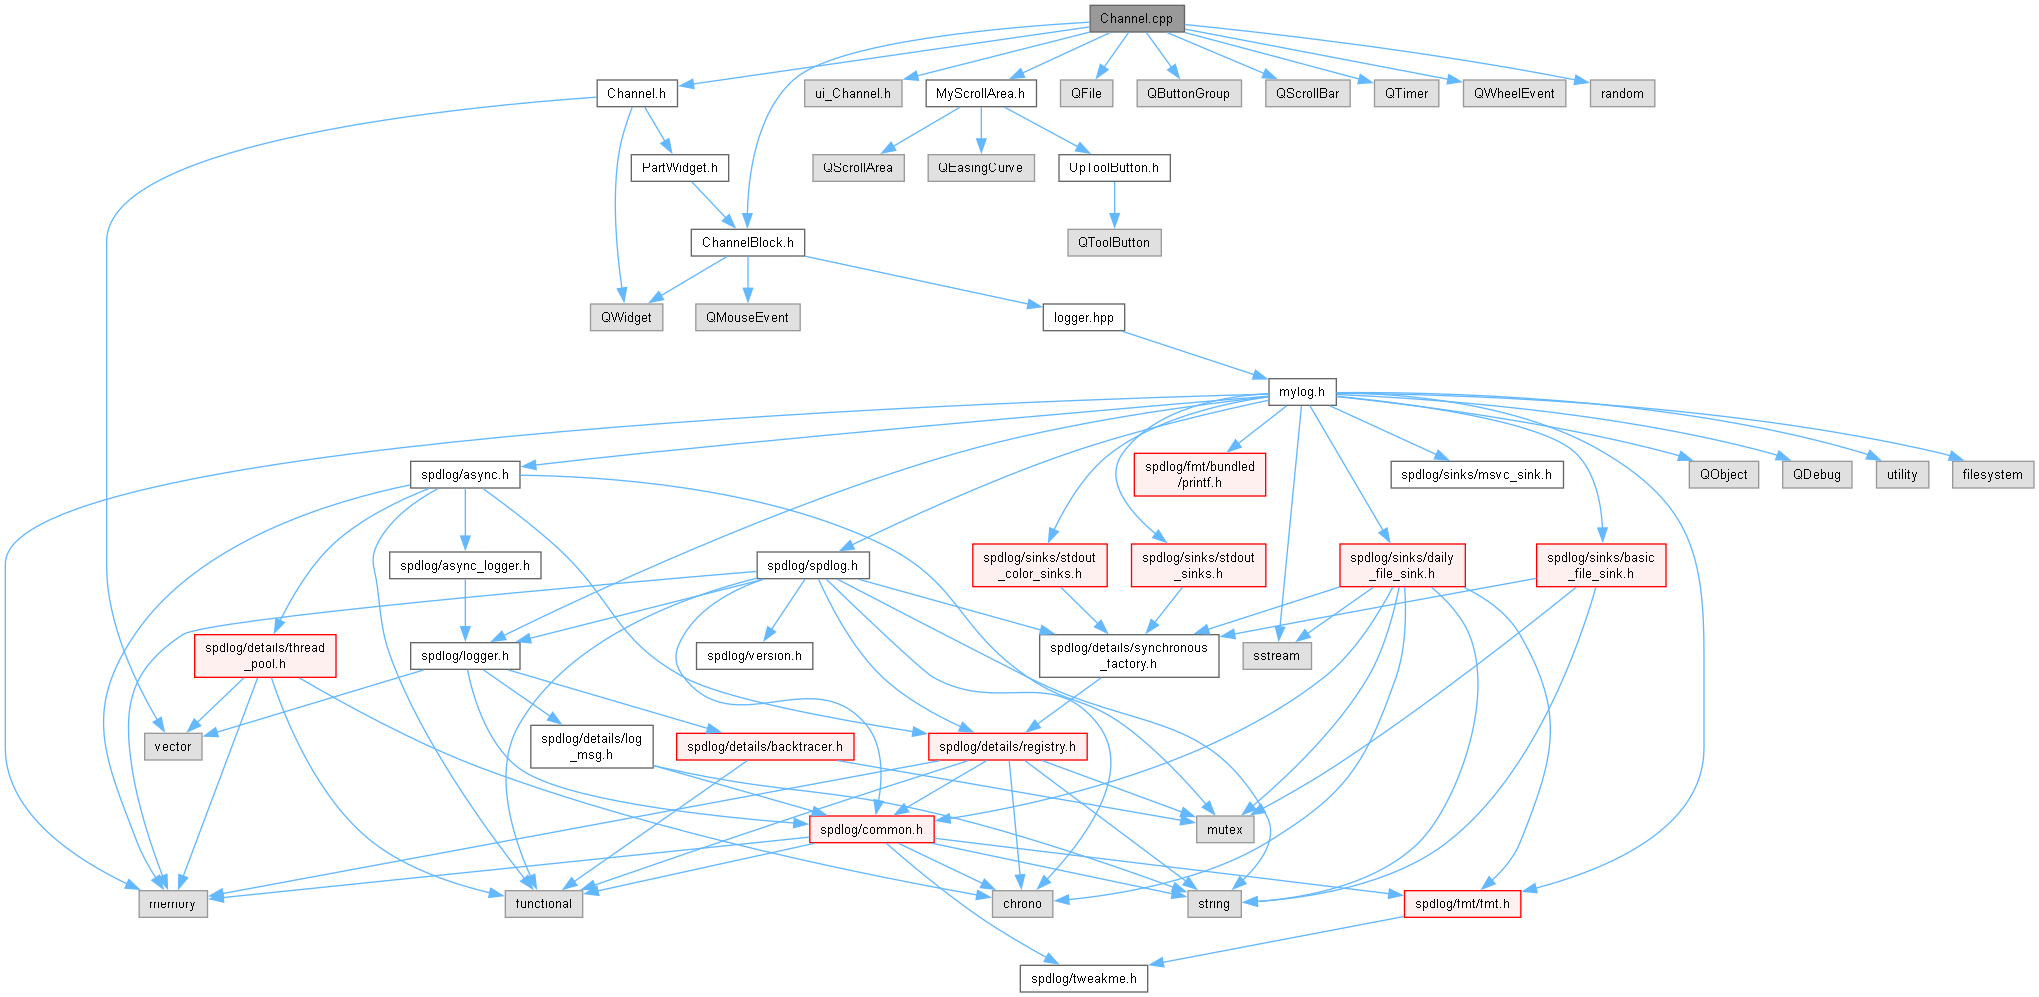 Channel.cpp
Channel.h
ui_Channel.h
MyScrollArea.h
QFile
QButtonGroup
QScrollBar
QTimer
QWheelEvent
random
PartWidget.h
QScrollArea
QEasingCurve
UpToolButton.h
ChannelBlock.h
QToolButton
QWidget
QMouseEvent
logger.hpp
mylog.h
spdlog/async.h
spdlog/fmt/bundled
/printf.h
spdlog/sinks/msvc_sink.h
QObject
QDebug
utility
filesystem
spdlog/async_logger.h
spdlog/spdlog.h
spdlog/sinks/stdout
_color_sinks.h
spdlog/sinks/stdout
_sinks.h
spdlog/sinks/daily
_file_sink.h
spdlog/sinks/basic
_file_sink.h
spdlog/details/thread
_pool.h
spdlog/logger.h
spdlog/version.h
spdlog/details/synchronous
_factory.h
sstream
vector
spdlog/details/log
_msg.h
spdlog/details/backtracer.h
spdlog/details/registry.h
spdlog/common.h
mutex
memory
functional
chrono
string
spdlog/fmt/fmt.h
spdlog/tweakme.h